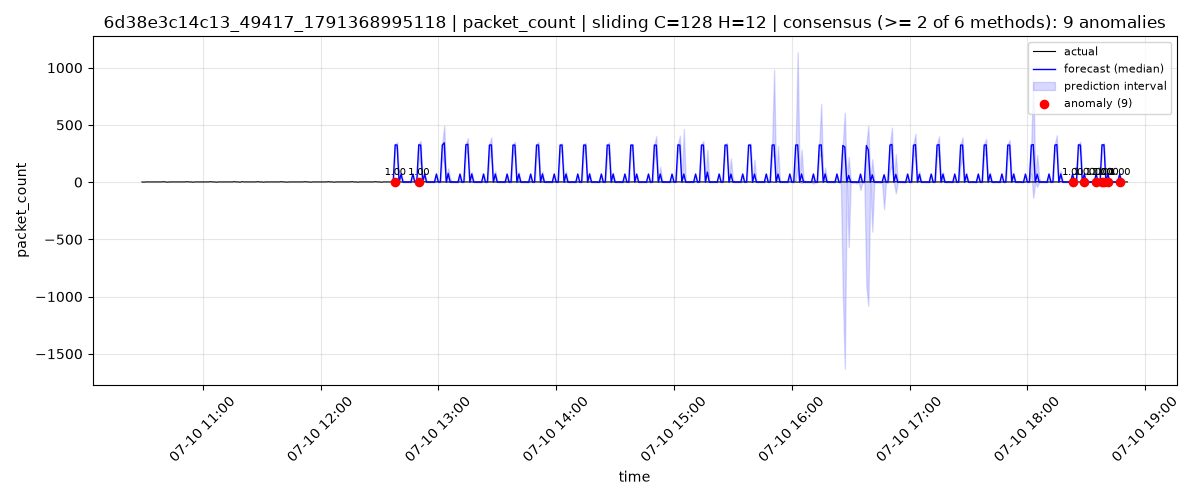 6d38e3c14c13_49417_1791368995118 | packet_count | sliding C=128 H=12 | consensus (>= 2 of 6 methods): 9 anomalies
actual
forecast (median)
prediction interval
anomaly (9)
packet_count
1000
500
0
−500
−1000
−1500
1.00 1.00
07-10 11:00
07-10 12:00
07-10 13:00
07-10 14:00
07-10 15:00
07-10 16:00
07-10 17:00
07-10 18:00
07-10 19:00
time